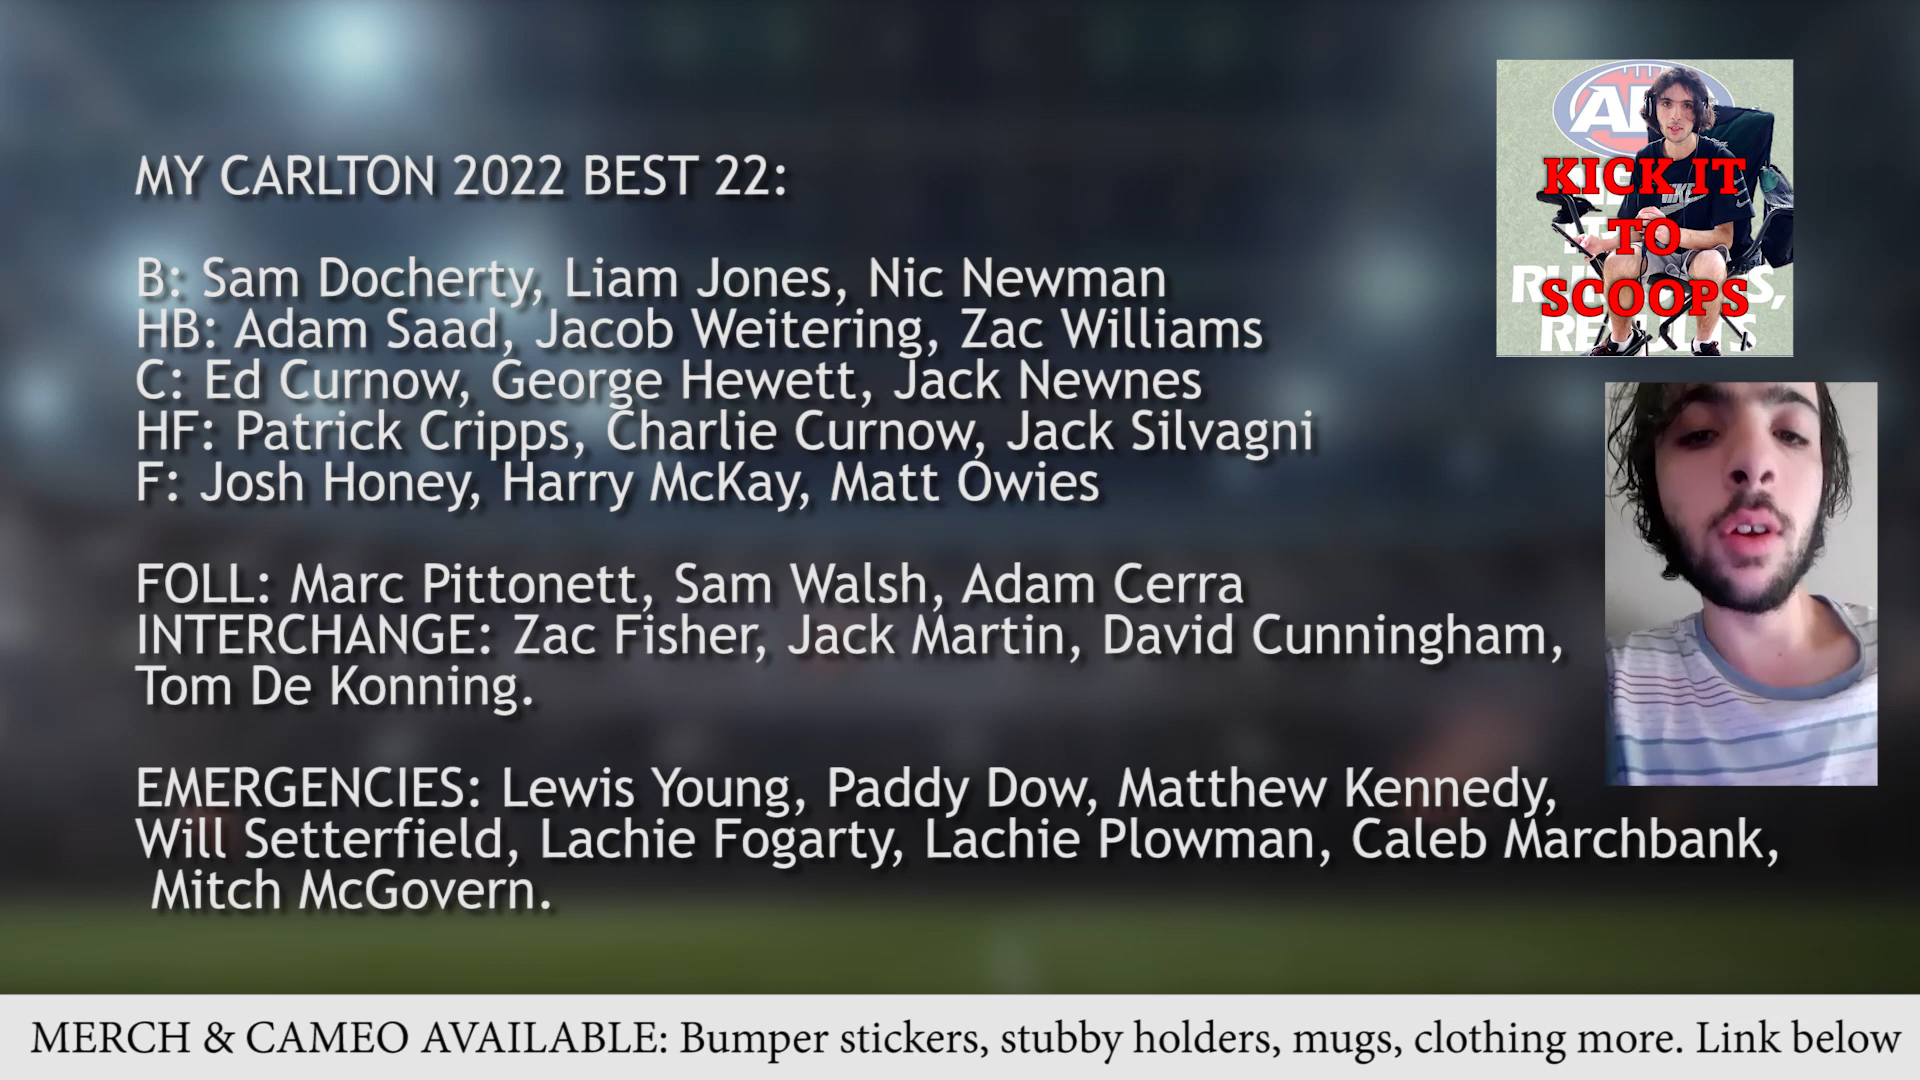 MY CARLTON 2022 BEST 22:
B: Sam Docherty, Liam Jones, Nic Newman
HB: Adam Saad, Jacob Weitering, Zac Williams
C: Ed Curnow, George Hewett, Jack Newnes
HF: Patrick Cripps, Charlie Curnow, Jack Silvagni
F: Josh Honey, Harry McKay, Matt Owies
FOLL: Marc Pittonett, Sam Walsh, Adam Cerra
INTERCHANGE: Zac Fisher, Jack Martin, David Cunningham,
Tom De Konning.
EMERGENCIES: Lewis Young, Paddy Dow, Matthew Kennedy,
Will Setterfield, Lachie Fogarty, Lachie Plowman, Caleb Marchbank,
Mitch McGovern.
KICK IT
TO
SCOOPS
MERCH & CAMEO AVAILABLE: Bumper stickers, stubby holders, mugs, clothing more. Link below